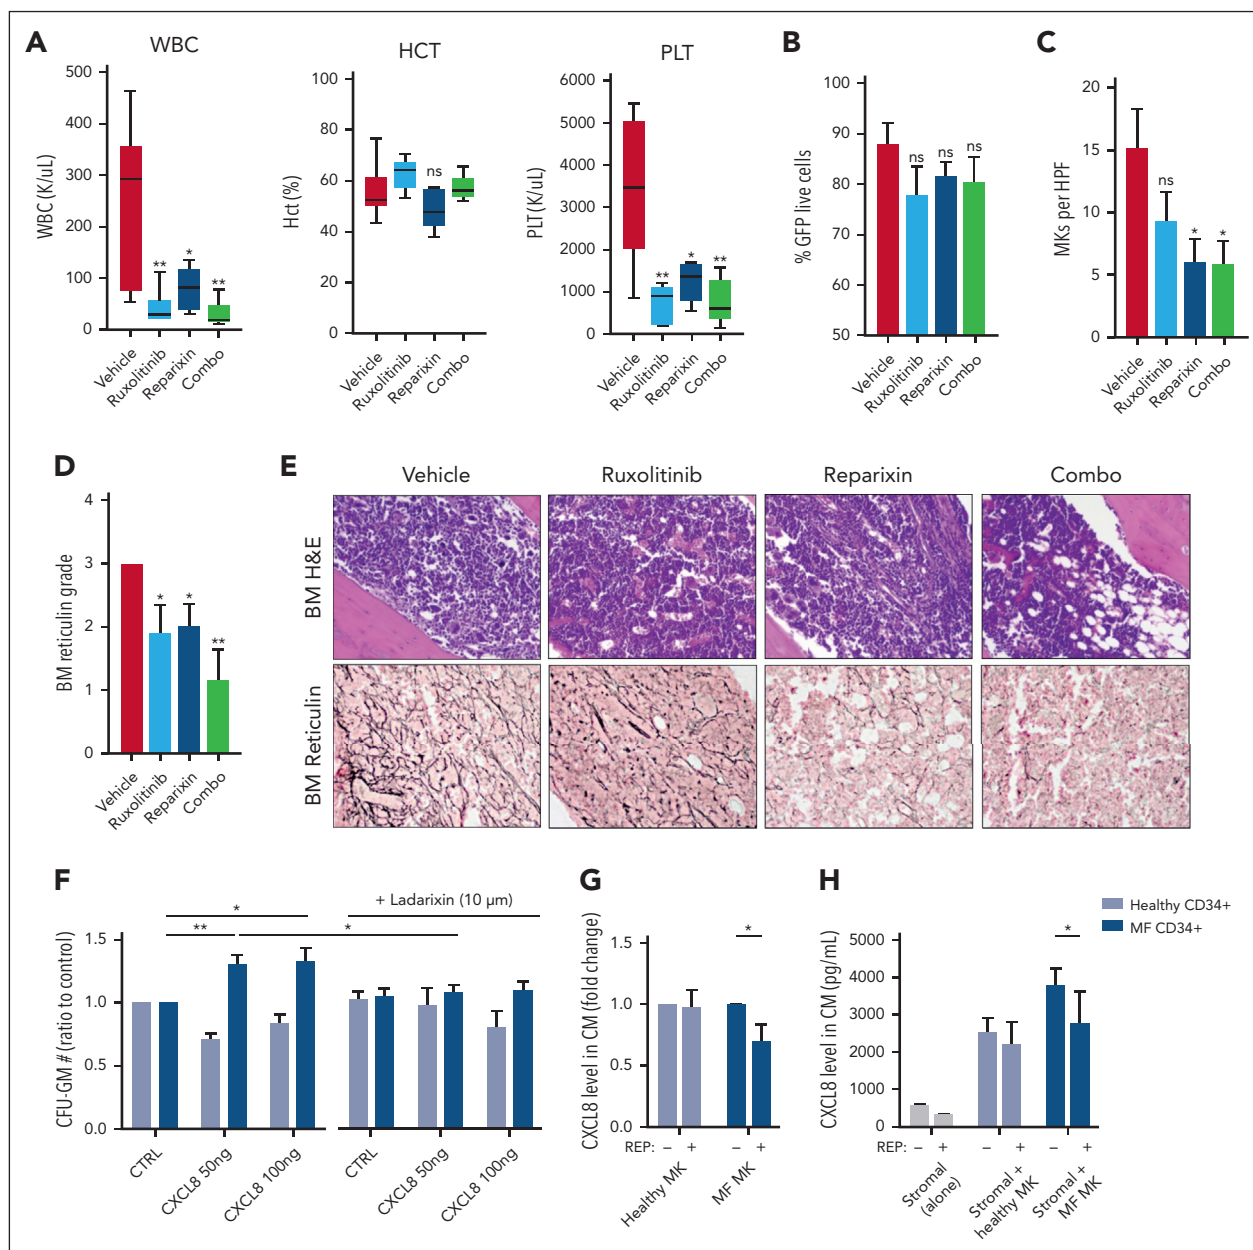 A
WBC
WBC (K/uL)
500
400
300
200
100
0
**
*
**
Vehicle
Ruxolitinib
Reparixin
Combo
HCT
Hct (%)
100
80
60
40
20
0
ns
Vehicle
Ruxolitinib
Reparixin
Combo
PLT
PLT (K/uL)
6000
5000
4000
3000
2000
1000
0
**
*
**
Vehicle
Ruxolitinib
Reparixin
Combo
B
% GFP live cells
100
90
80
70
60
50
ns
ns
ns
Vehicle
Ruxolitinib
Reparixin
Combo
C
MKs per HPF
20
15
10
5
0
ns
*
*
Vehicle
Ruxolitinib
Reparixin
Combo
D
BM reticulin grade
4
3
2
1
0
*
*
**
Vehicle
Ruxolitinib
Reparixin
Combo
E
Vehicle
Ruxolitinib
Reparixin
Combo
BM H&E
BM Reticulin
F
CFU-GM # (ratio to control)
1.5
1.0
0.5
0.0
*
**
*
+ Ladarixin (10 µm)
CTRL
CXCL8 50ng
CXCL8 100ng
CTRL
CXCL8 50ng
CXCL8 100ng
G
CXCL8 level in CM (fold change)
1.5
1.0
0.5
0.0
*
REP: – + – +
Healthy MK
MF MK
H
Healthy CD34+
MF CD34+
CXCL8 level in CM (pg/mL)
5000
4000
3000
2000
1000
0
*
REP: – + – + – +
Stromal
(alone)
Stromal +
healthy MK
Stromal +
MF MK